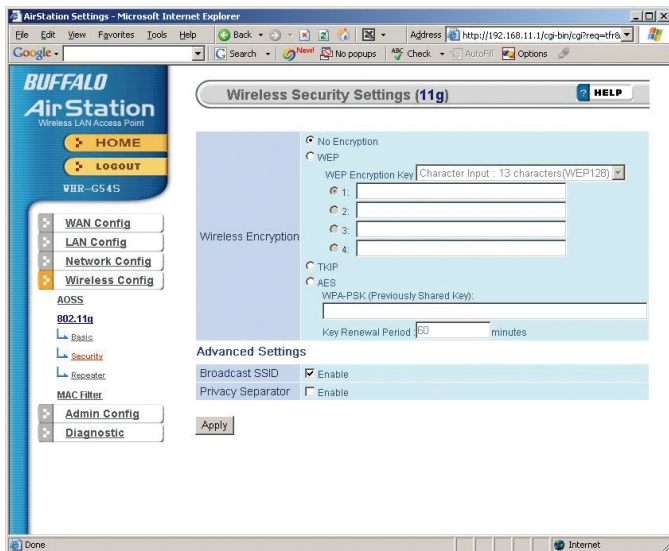 AirStation Settings - Microsoft Internet Explorer
File Edit View Favorites Tools Help
Back
Address http://192.168.11.1/cgi-bin/cgi?req=tfr&
Google
Search
New!
No popups
ABC Check
AutoFill
Options
BUFFALO
AirStation
Wireless LAN Access Point
HOME
LOGOUT
WHR-G54S
WAN Config
LAN Config
Network Config
Wireless Config
AOSS
802.11g
Basic
Security
Repeater
MAC Filter
Admin Config
Diagnostic
Wireless Security Settings (11g)
? HELP
Wireless Encryption
No Encryption
WEP
WEP Encryption Key Character Input : 13 characters(WEP128)
1:
2:
3:
4:
TKIP
AES
WPA-PSK (Previously Shared Key):
Key Renewal Period : 60 minutes
Advanced Settings
Broadcast SSID Enable
Privacy Separator Enable
Apply
Done
Internet